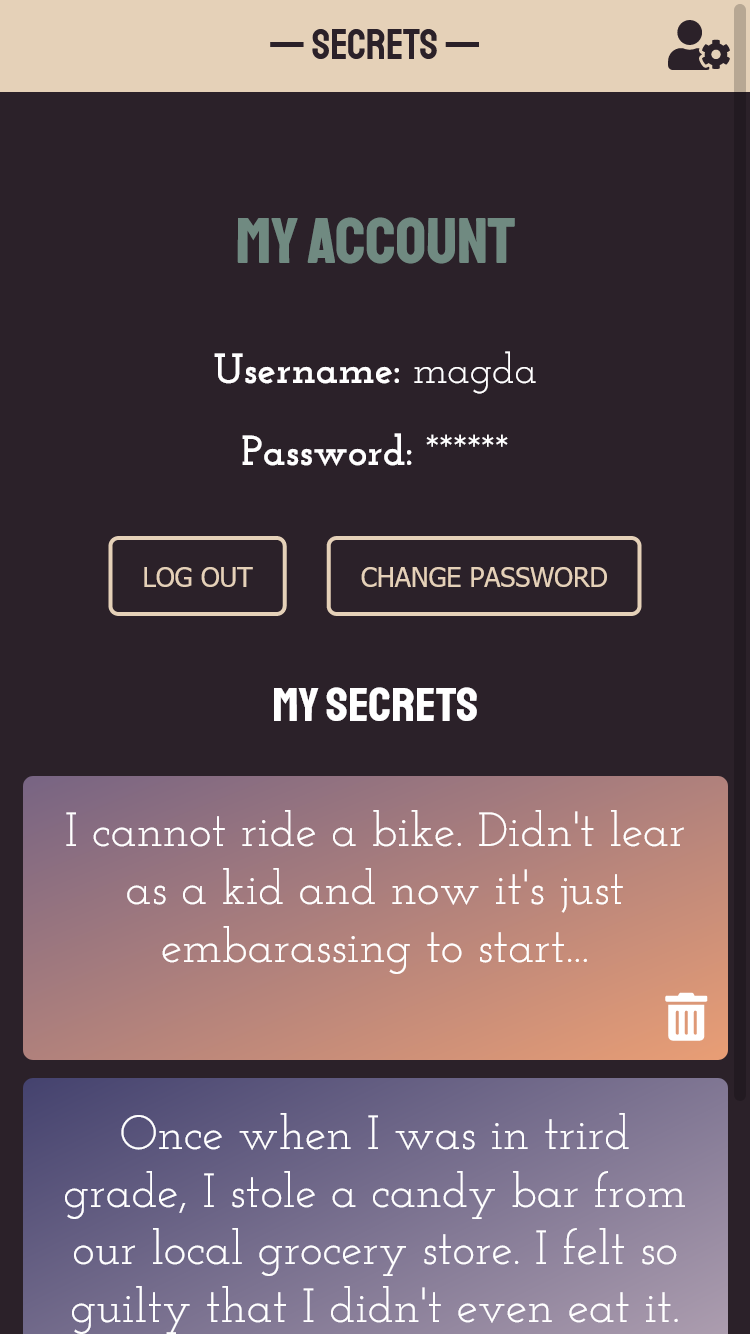 — SECRETS —
MY ACCOUNT
Username: magda
Password: ******
LOG OUT
CHANGE PASSWORD
MY SECRETS
I cannot ride a bike. Didn't lear
as a kid and now it's just
embarassing to start...
Once when I was in trird
grade, I stole a candy bar from
our local grocery store. I felt so
guilty that I didn't even eat it.